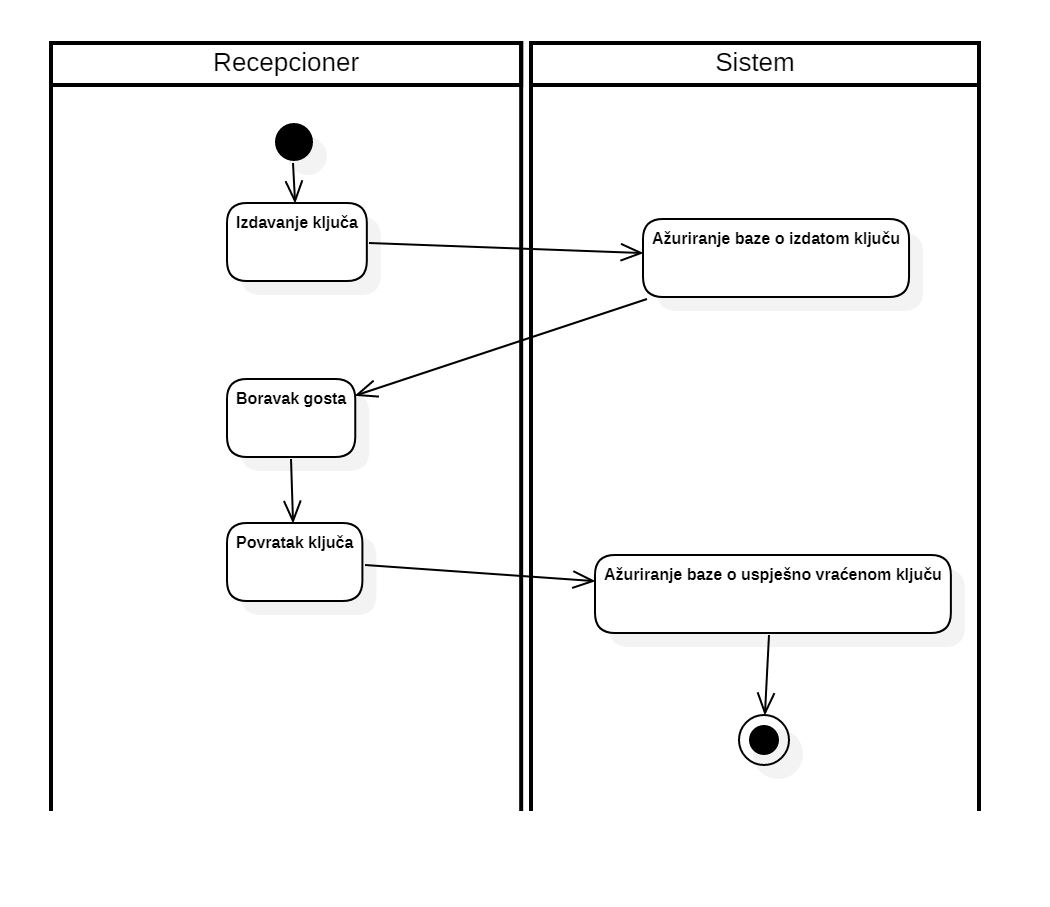 Recepcioner
Sistem
Izdavanje ključa
Ažuriranje baze o izdatom ključu
Boravak gosta
Povratak ključa
Ažuriranje baze o uspješno vraćenom ključu